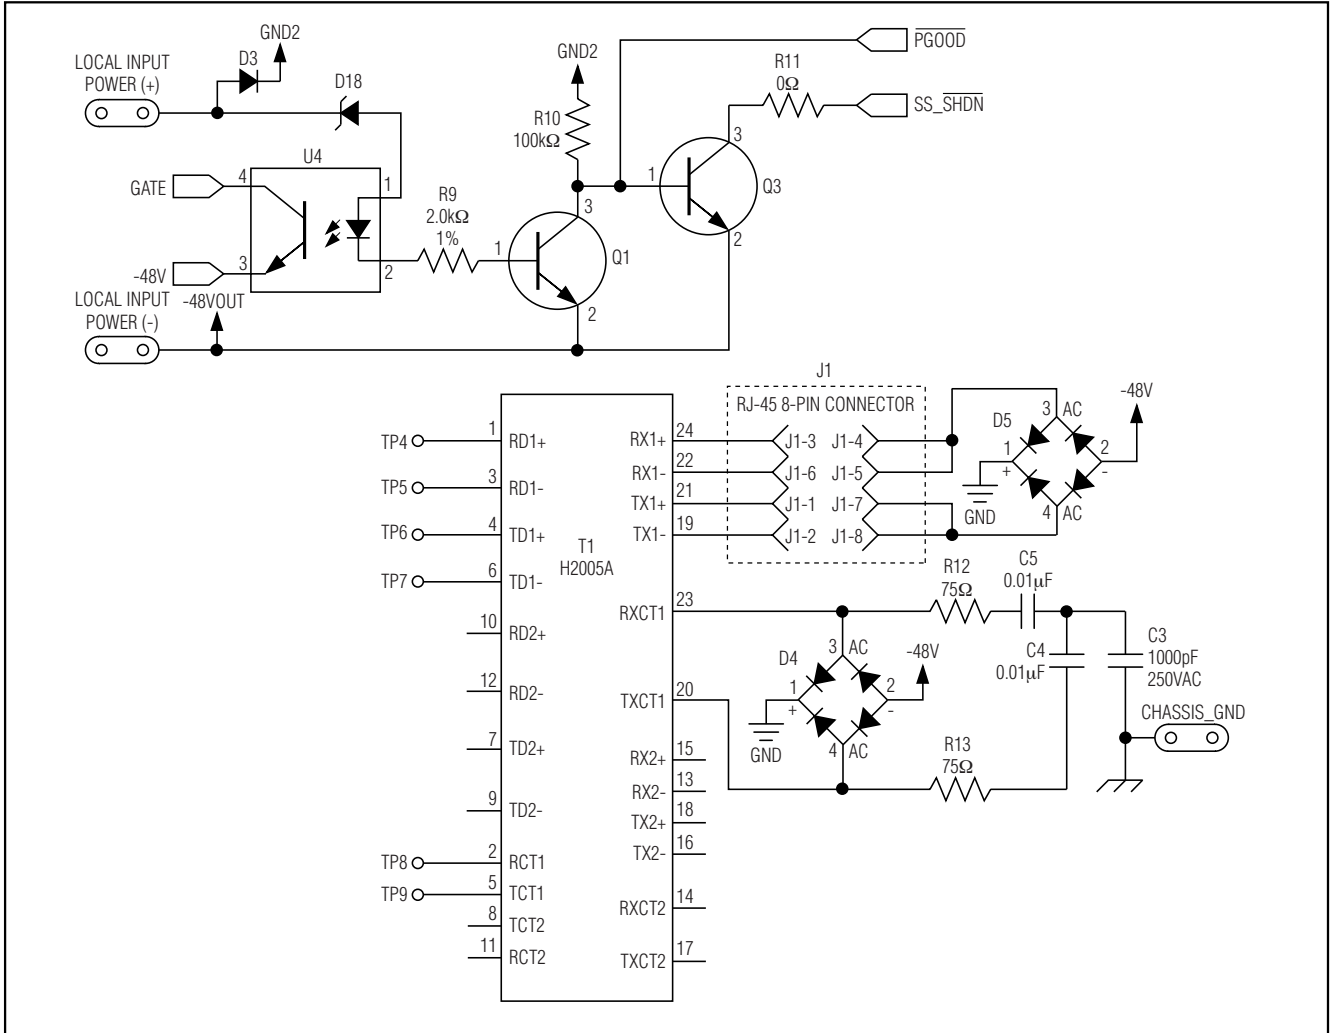 LOCAL INPUT
POWER (+)
D3
GND2
D18
U4
GATE
4
1
-48V
3
2
LOCAL INPUT
POWER (-)
-48VOUT
R9
2.0kΩ
1%
GND2
R10
100kΩ
1
3
Q1
2
PGOOD
R11
0Ω
SS_SHDN
1
3
Q3
2
J1
RJ-45 8-PIN CONNECTOR
J1-3 J1-4
J1-6 J1-5
J1-1 J1-7
J1-2 J1-8
D5
3 AC
1
+
2
-
4 AC
GND
-48V
T1
H2005A
TP4 1 RD1+
TP5 3 RD1-
TP6 4 TD1+
TP7 6 TD1-
10 RD2+
12 RD2-
7 TD2+
9 TD2-
TP8 2 RCT1
TP9 5 TCT1
8 TCT2
11 RCT2
RX1+ 24
RX1- 22
TX1+ 21
TX1- 19
RXCT1 23
TXCT1 20
RX2+ 15
RX2- 13
TX2+ 18
TX2- 16
RXCT2 14
TXCT2 17
D4
3 AC
1
+
2
-
4 AC
GND
-48V
R12
75Ω
C5
0.01µF
C4
0.01µF
C3
1000pF
250VAC
R13
75Ω
CHASSIS_GND